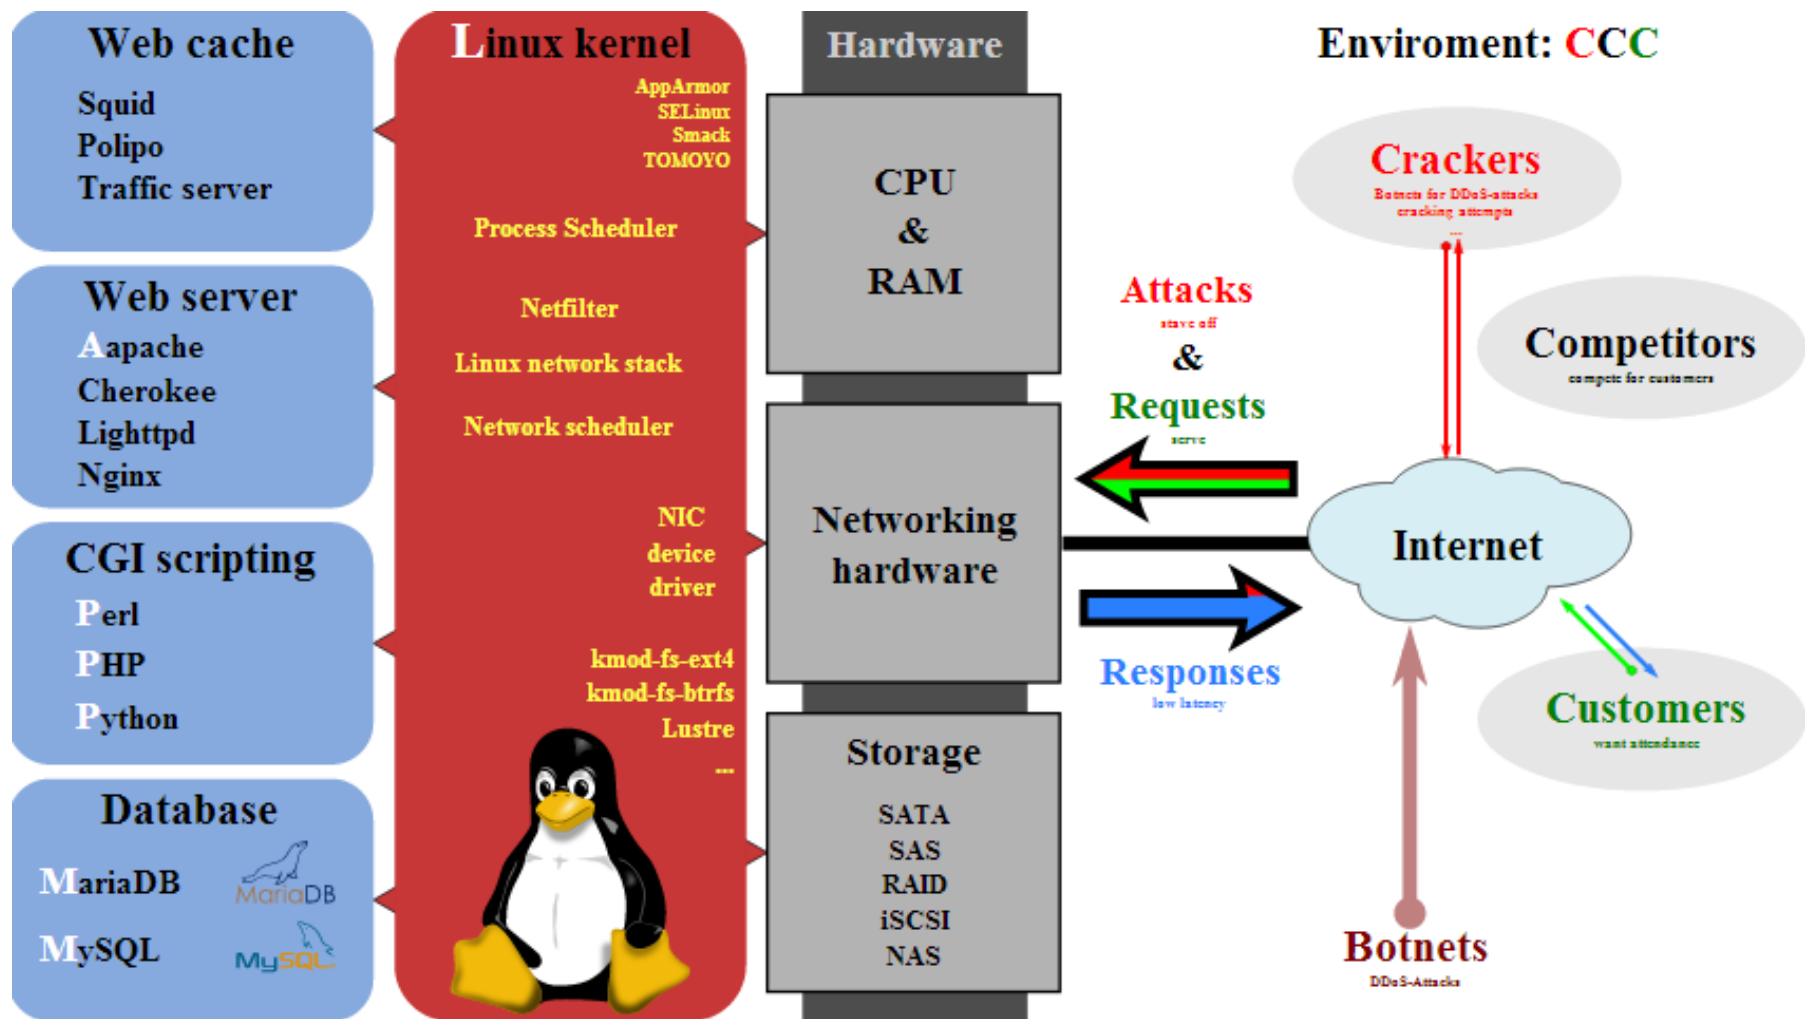 Web cache
Squid
Polipo
Traffic server
Web server
Aapache
Cherokee
Lighttpd
Nginx
CGI scripting
Perl
PHP
Python
Database
MariaDB
MariaDB
MySQL
MySQL
Linux kernel
AppArmor
SELinux
Smack
TOMOYO
Process Scheduler
Netfilter
Linux network stack
Network scheduler
NIC
device
driver
kmod-fs-ext4
kmod-fs-btrfs
Lustre
...
Hardware
CPU
&
RAM
Networking
hardware
Storage
SATA
SAS
RAID
iSCSI
NAS
Enviroment: CCC
Crackers
Botnets for DDoS-attacks
cracking attempts
...
Attacks
stave off
&
Requests
serve
Competitors
compete for customers
Internet
Responses
low latency
Customers
want attendance
Botnets
DDoS-Attacks